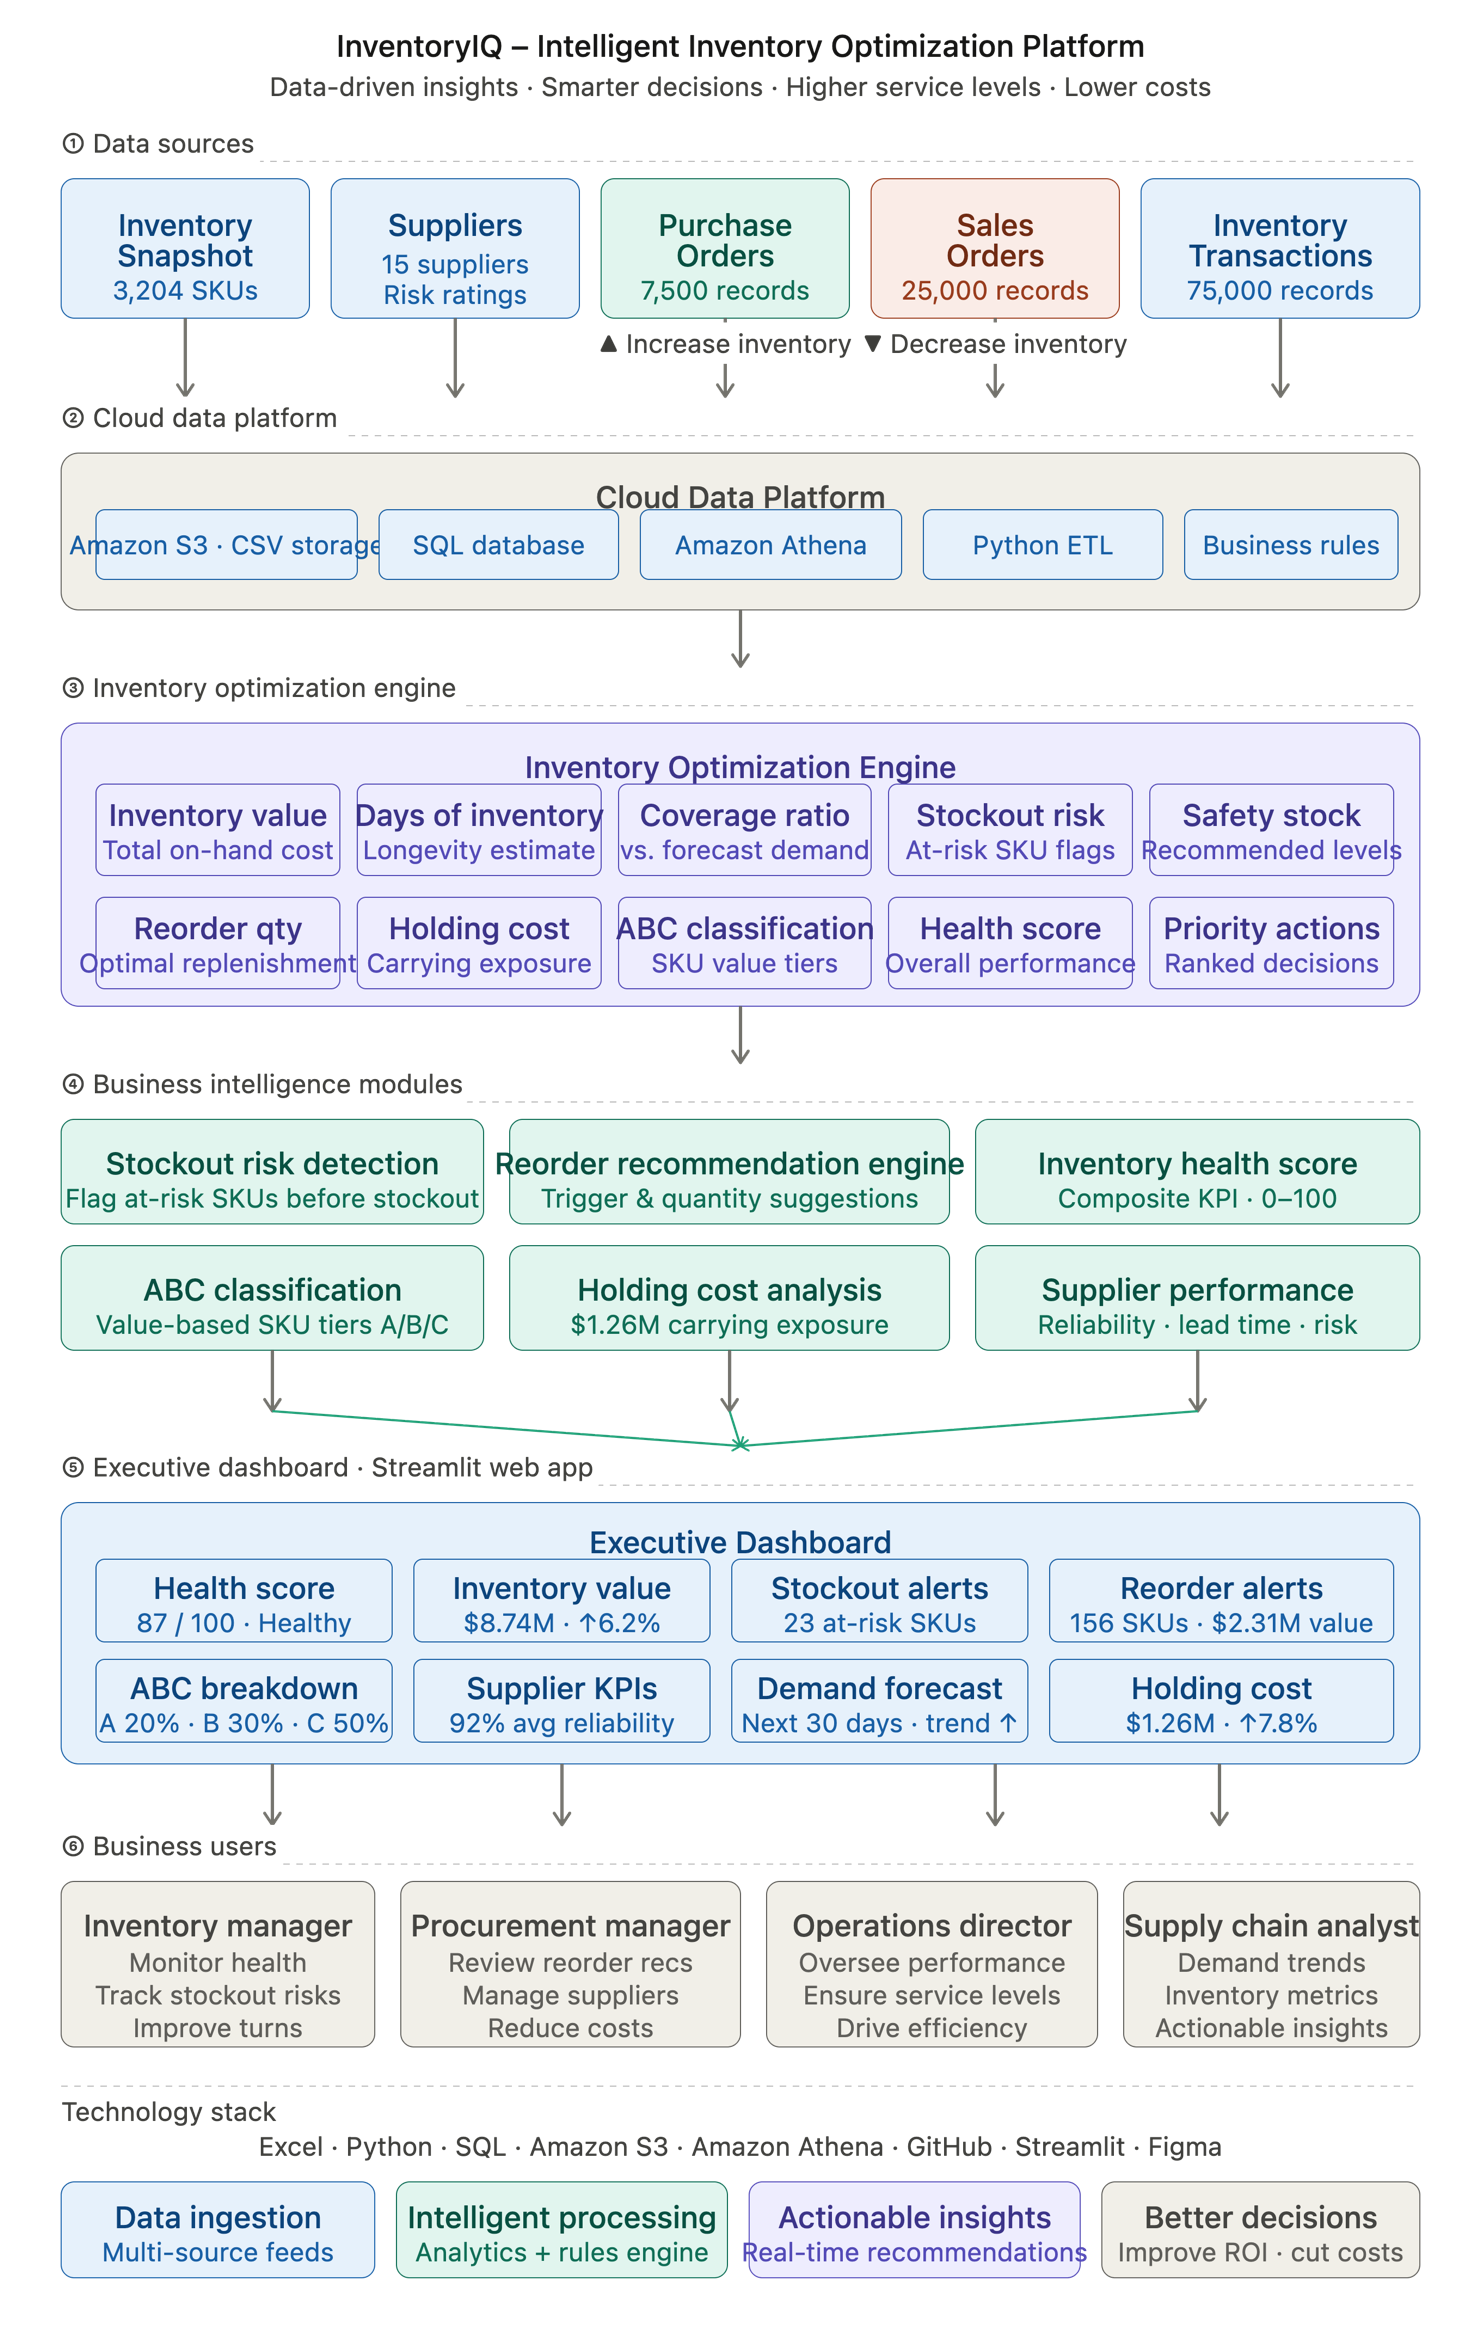 InventoryIQ – Intelligent Inventory Optimization Platform
Data-driven insights · Smarter decisions · Higher service levels · Lower costs
① Data sources
Inventory
Snapshot
3,204 SKUs
Suppliers
15 suppliers
Risk ratings
Purchase
Orders
7,500 records
Sales
Orders
25,000 records
Inventory
Transactions
75,000 records
▲ Increase inventory
▼ Decrease inventory
② Cloud data platform
Cloud Data Platform
Amazon S3 · CSV storage
SQL database
Amazon Athena
Python ETL
Business rules
③ Inventory optimization engine
Inventory Optimization Engine
Inventory value
Total on-hand cost
Days of inventory
Longevity estimate
Coverage ratio
vs. forecast demand
Stockout risk
At-risk SKU flags
Safety stock
Recommended levels
Reorder qty
Optimal replenishment
Holding cost
Carrying exposure
ABC classification
SKU value tiers
Health score
Overall performance
Priority actions
Ranked decisions
④ Business intelligence modules
Stockout risk detection
Flag at-risk SKUs before stockout
Reorder recommendation engine
Trigger & quantity suggestions
Inventory health score
Composite KPI · 0–100
ABC classification
Value-based SKU tiers A/B/C
Holding cost analysis
$1.26M carrying exposure
Supplier performance
Reliability · lead time · risk
⑤ Executive dashboard · Streamlit web app
Executive Dashboard
Health score
87 / 100 · Healthy
Inventory value
$8.74M · ↑6.2%
Stockout alerts
23 at-risk SKUs
Reorder alerts
156 SKUs · $2.31M value
ABC breakdown
A 20% · B 30% · C 50%
Supplier KPIs
92% avg reliability
Demand forecast
Next 30 days · trend ↑
Holding cost
$1.26M · ↑7.8%
⑥ Business users
Inventory manager
Monitor health
Track stockout risks
Improve turns
Procurement manager
Review reorder recs
Manage suppliers
Reduce costs
Operations director
Oversee performance
Ensure service levels
Drive efficiency
Supply chain analyst
Demand trends
Inventory metrics
Actionable insights
Technology stack
Excel · Python · SQL · Amazon S3 · Amazon Athena · GitHub · Streamlit · Figma
Data ingestion
Multi-source feeds
Intelligent processing
Analytics + rules engine
Actionable insights
Real-time recommendations
Better decisions
Improve ROI · cut costs